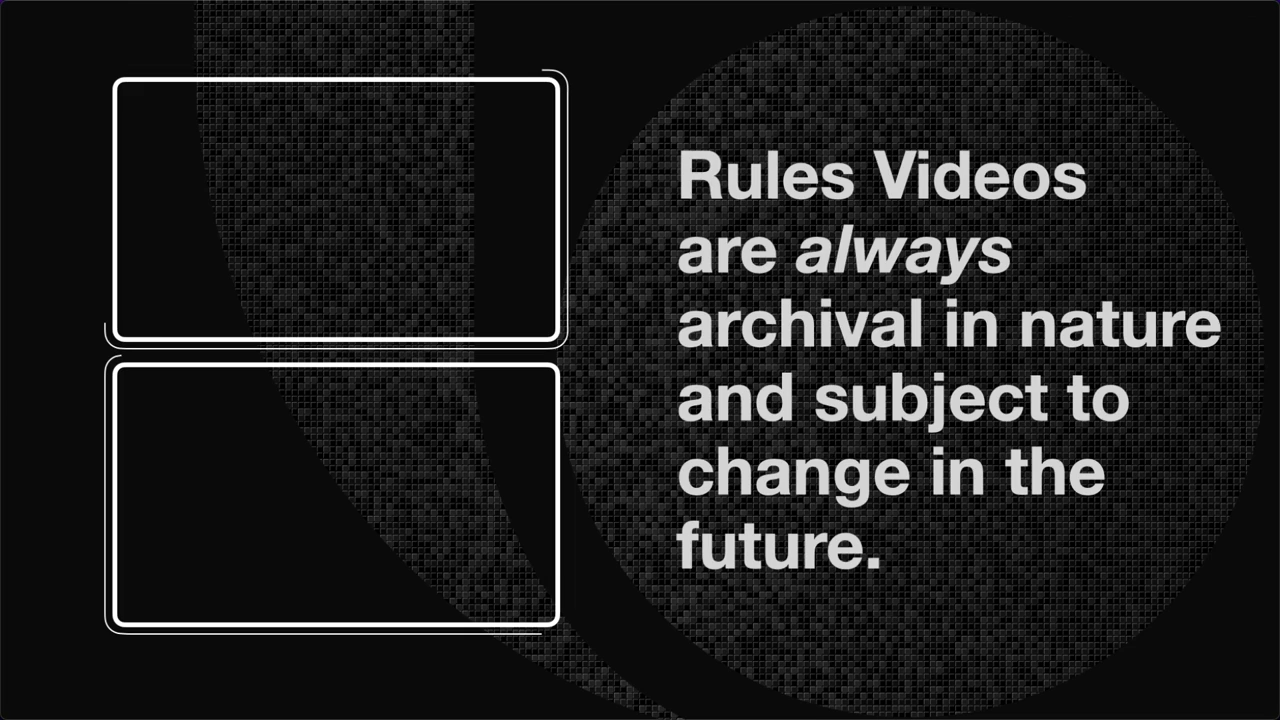 Rules Videos
are always
archival in nature
and subject to
change in the
future.